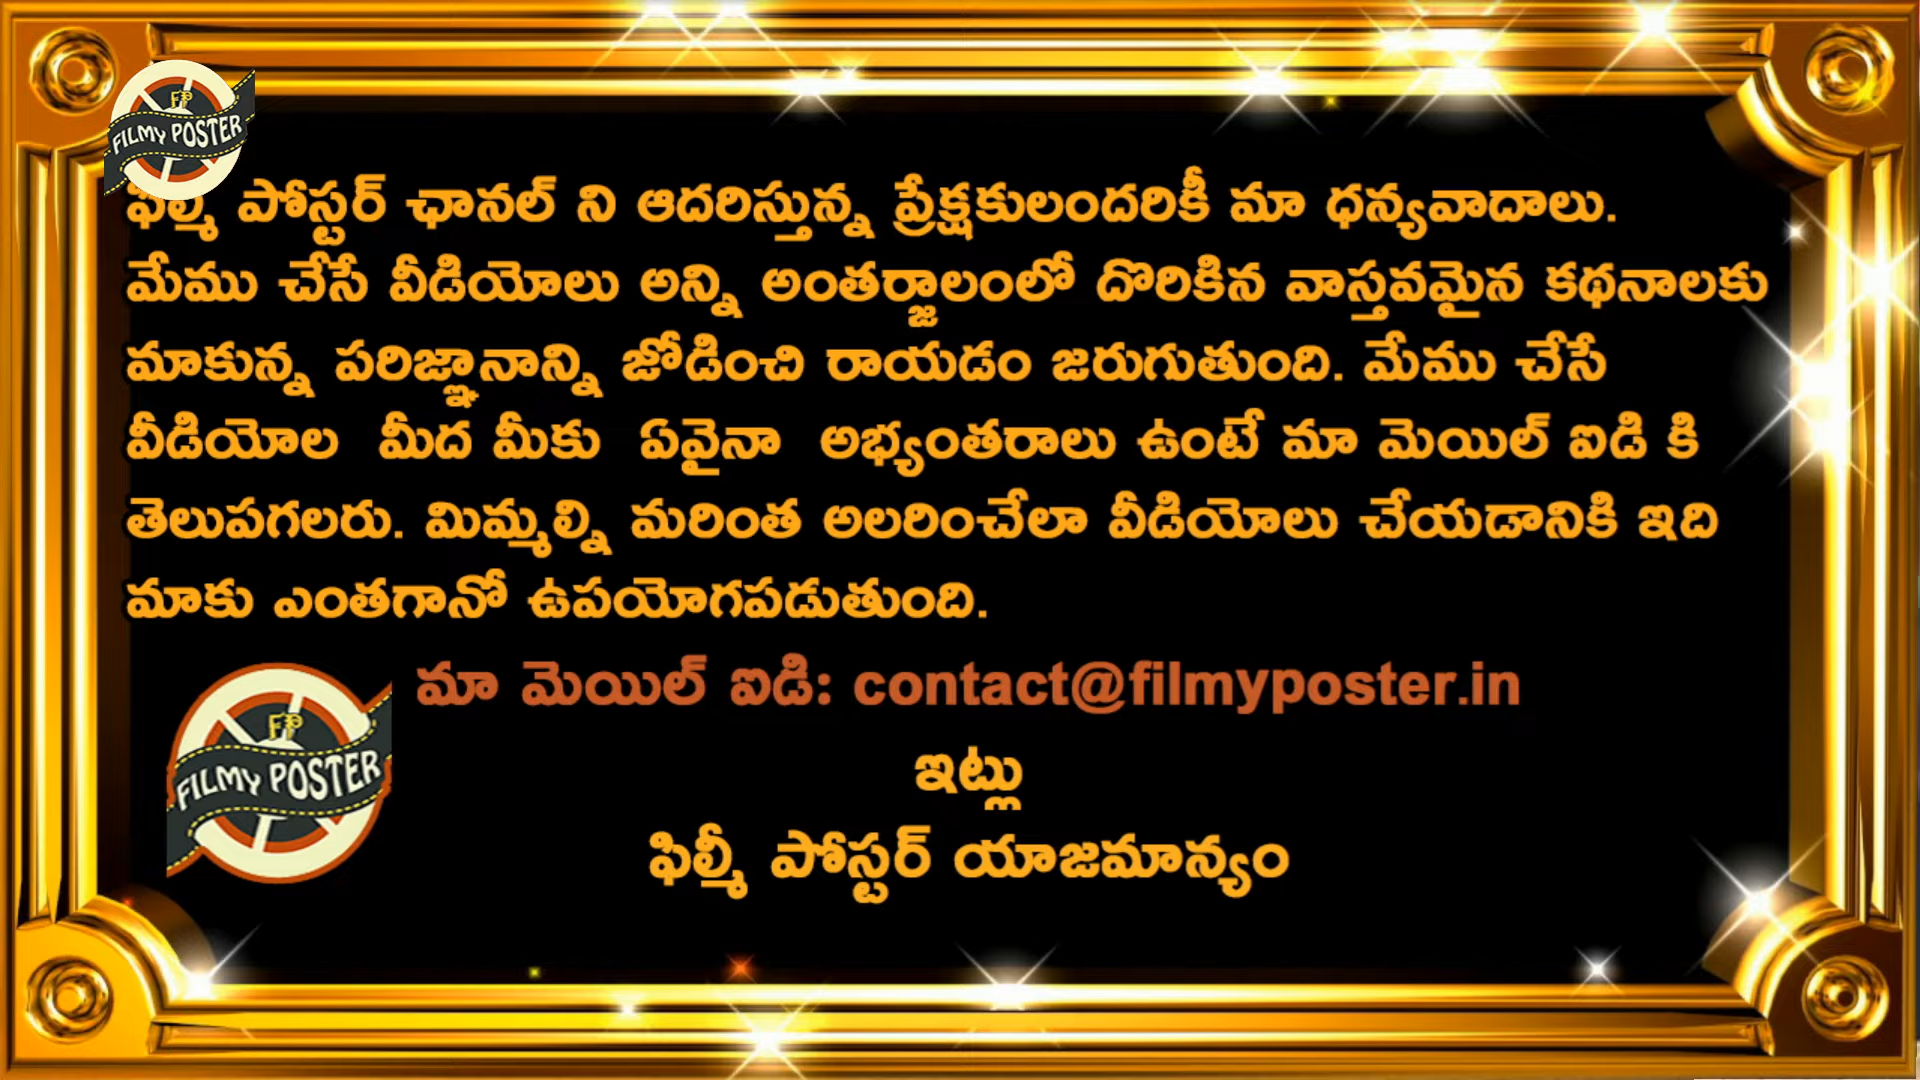 FP
FILMY POSTER
ఫిల్మీ పోస్టర్ ఛానల్ ని ఆదరిస్తున్న ప్రేక్షకులందరికీ మా ధన్యవాదాలు.
మేము చేసే వీడియోలు అన్ని అంతర్జాలంలో దొరికిన వాస్తవమైన కథనాలకు
మాకున్న పరిజ్ఞానాన్ని జోడించి రాయడం జరుగుతుంది. మేము చేసే
వీడియోల మీద మీకు ఏవైనా అభ్యంతరాలు ఉంటే మా మెయిల్ ఐడి కి
తెలుపగలరు. మిమ్మల్ని మరింత అలరించేలా వీడియోలు చేయడానికి ఇది
మాకు ఎంతగానో ఉపయోగపడుతుంది.
మా మెయిల్ ఐడి: contact@filmyposter.in
FP
FILMY POSTER
ఇట్లు
ఫిల్మీ పోస్టర్ యాజమాన్యం